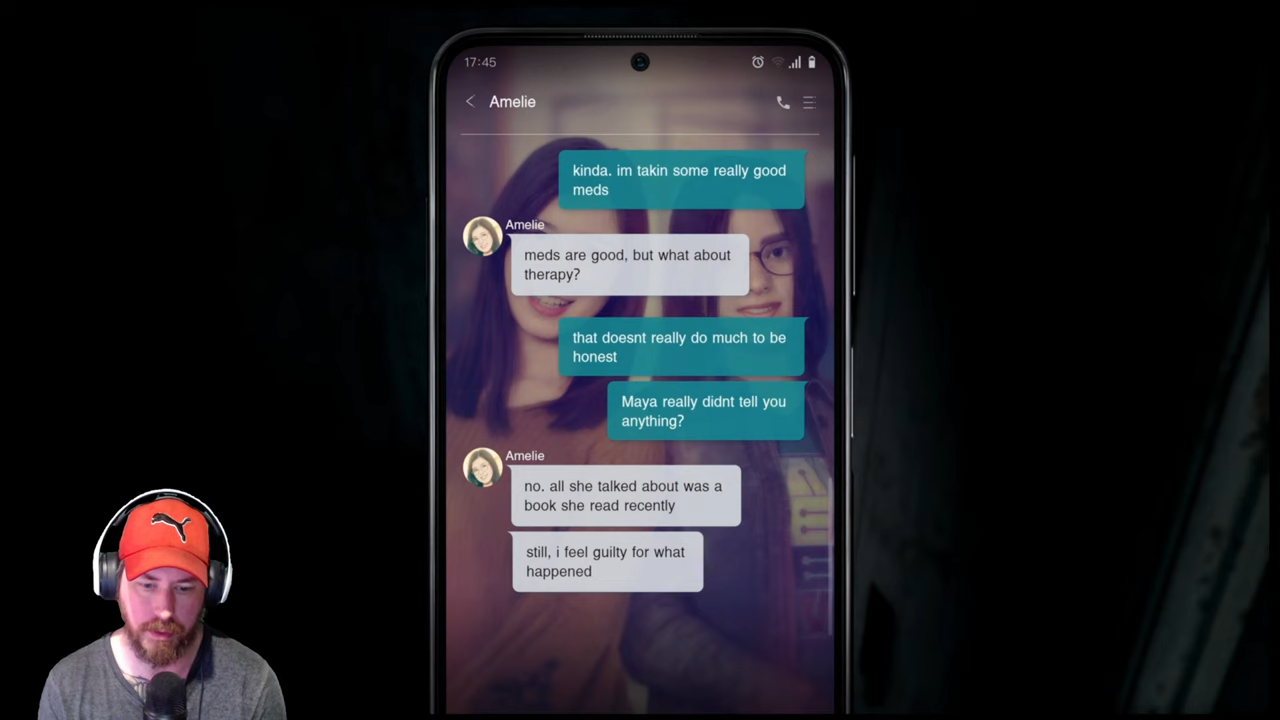 17:45
Amelie
kinda. im takin some really good
meds
Amelie
meds are good, but what about
therapy?
that doesnt really do much to be
honest
Maya really didnt tell you
anything?
Amelie
no. all she talked about was a
book she read recently
still, i feel guilty for what
happened